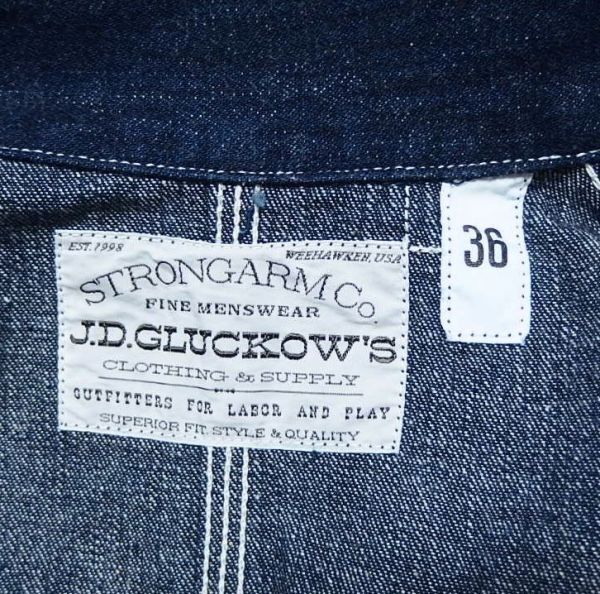 EST. 1998 WEEHAWKEN, USA
STRONGARM CO.
FINE MENSWEAR
J.D.GLUCKOW'S
CLOTHING & SUPPLY
OUTFITTERS FOR LABOR AND PLAY
SUPERIOR FIT, STYLE & QUALITY
36